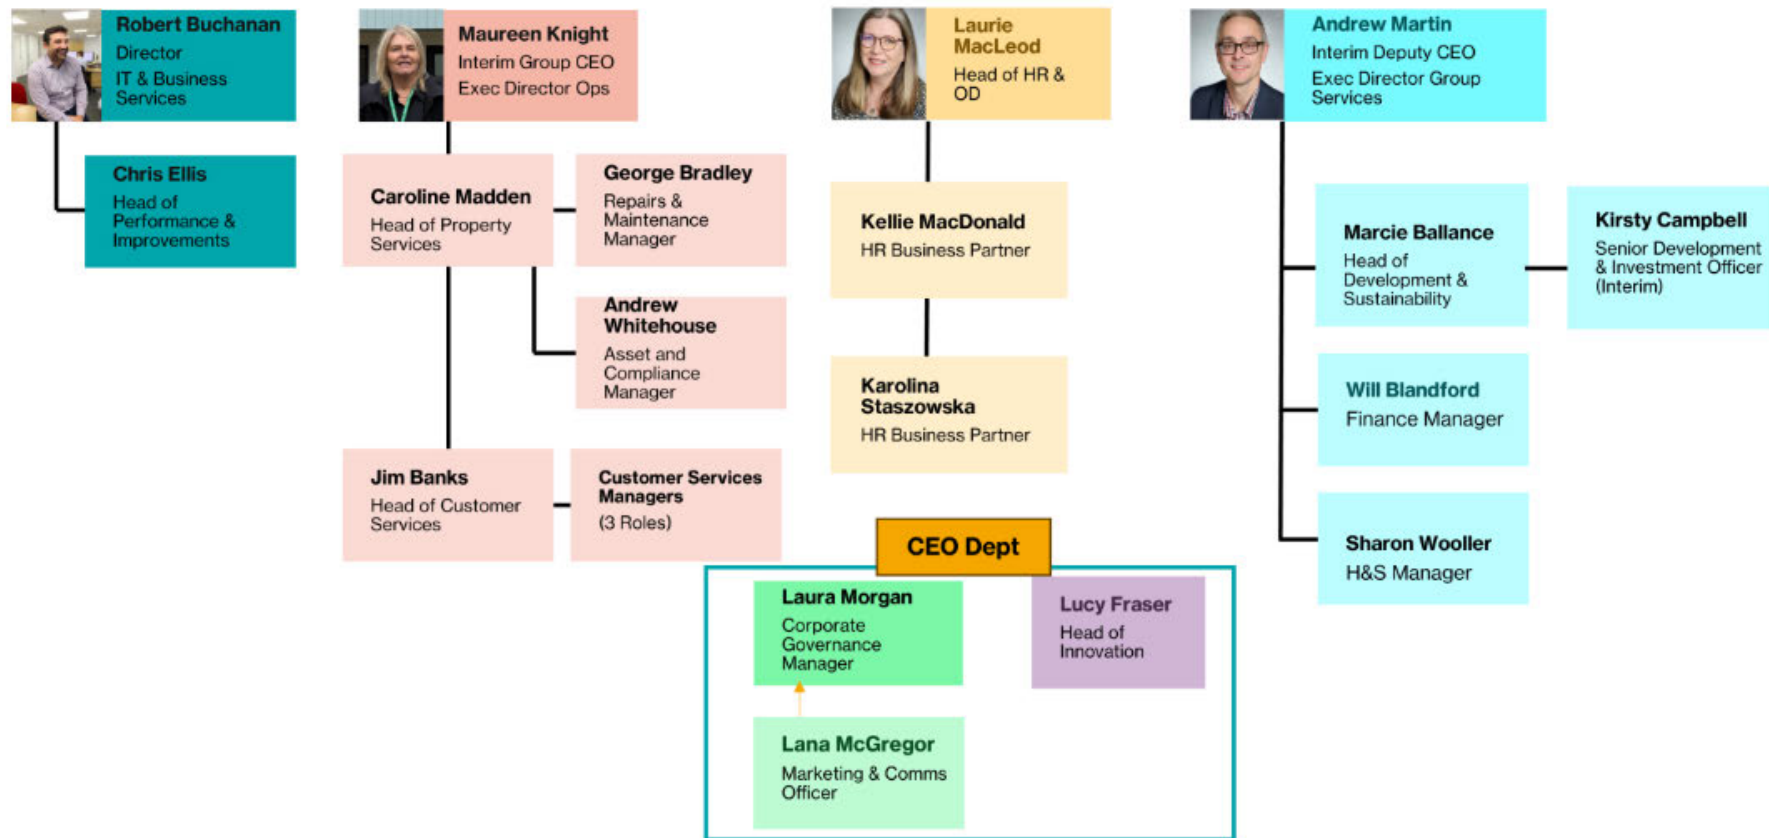 Robert Buchanan
Director
IT & Business
Services
Chris Ellis
Head of
Performance &
Improvements
Maureen Knight
Interim Group CEO
Exec Director Ops
Caroline Madden
Head of Property
Services
George Bradley
Repairs &
Maintenance
Manager
Andrew
Whitehouse
Asset and
Compliance
Manager
Jim Banks
Head of Customer
Services
Customer Services
Managers
(3 Roles)
Laurie
MacLeod
Head of HR &
OD
Kellie MacDonald
HR Business Partner
Karolina
Staszowska
HR Business Partner
Andrew Martin
Interim Deputy CEO
Exec Director Group
Services
Marcie Ballance
Head of
Development &
Sustainability
Kirsty Campbell
Senior Development
& Investment Officer
(Interim)
Will Blandford
Finance Manager
Sharon Wooller
H&S Manager
CEO Dept
Laura Morgan
Corporate
Governance
Manager
Lucy Fraser
Head of
Innovation
Lana McGregor
Marketing & Comms
Officer